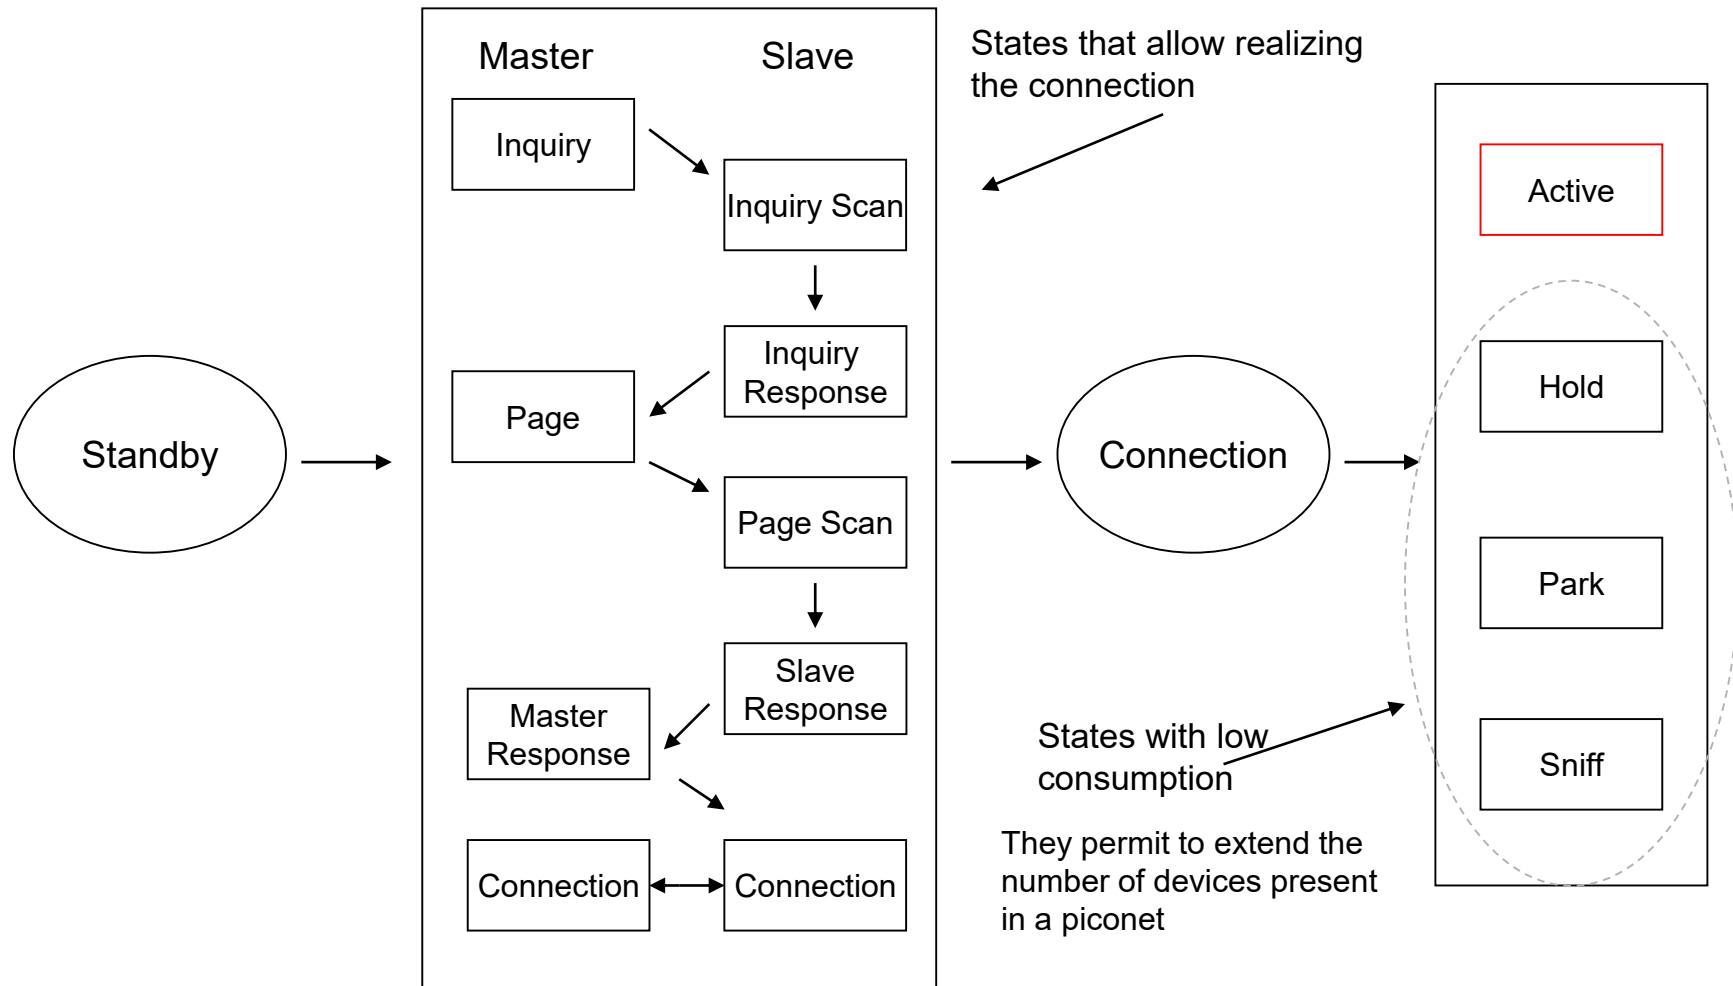 Master
Slave
Inquiry
Inquiry Scan
Inquiry
Response
Page
Page Scan
Slave
Response
Master
Response
Connection
Connection
Standby
States that allow realizing
the connection
Connection
Active
Hold
Park
Sniff
States with low
consumption
They permit to extend the
number of devices present
in a piconet